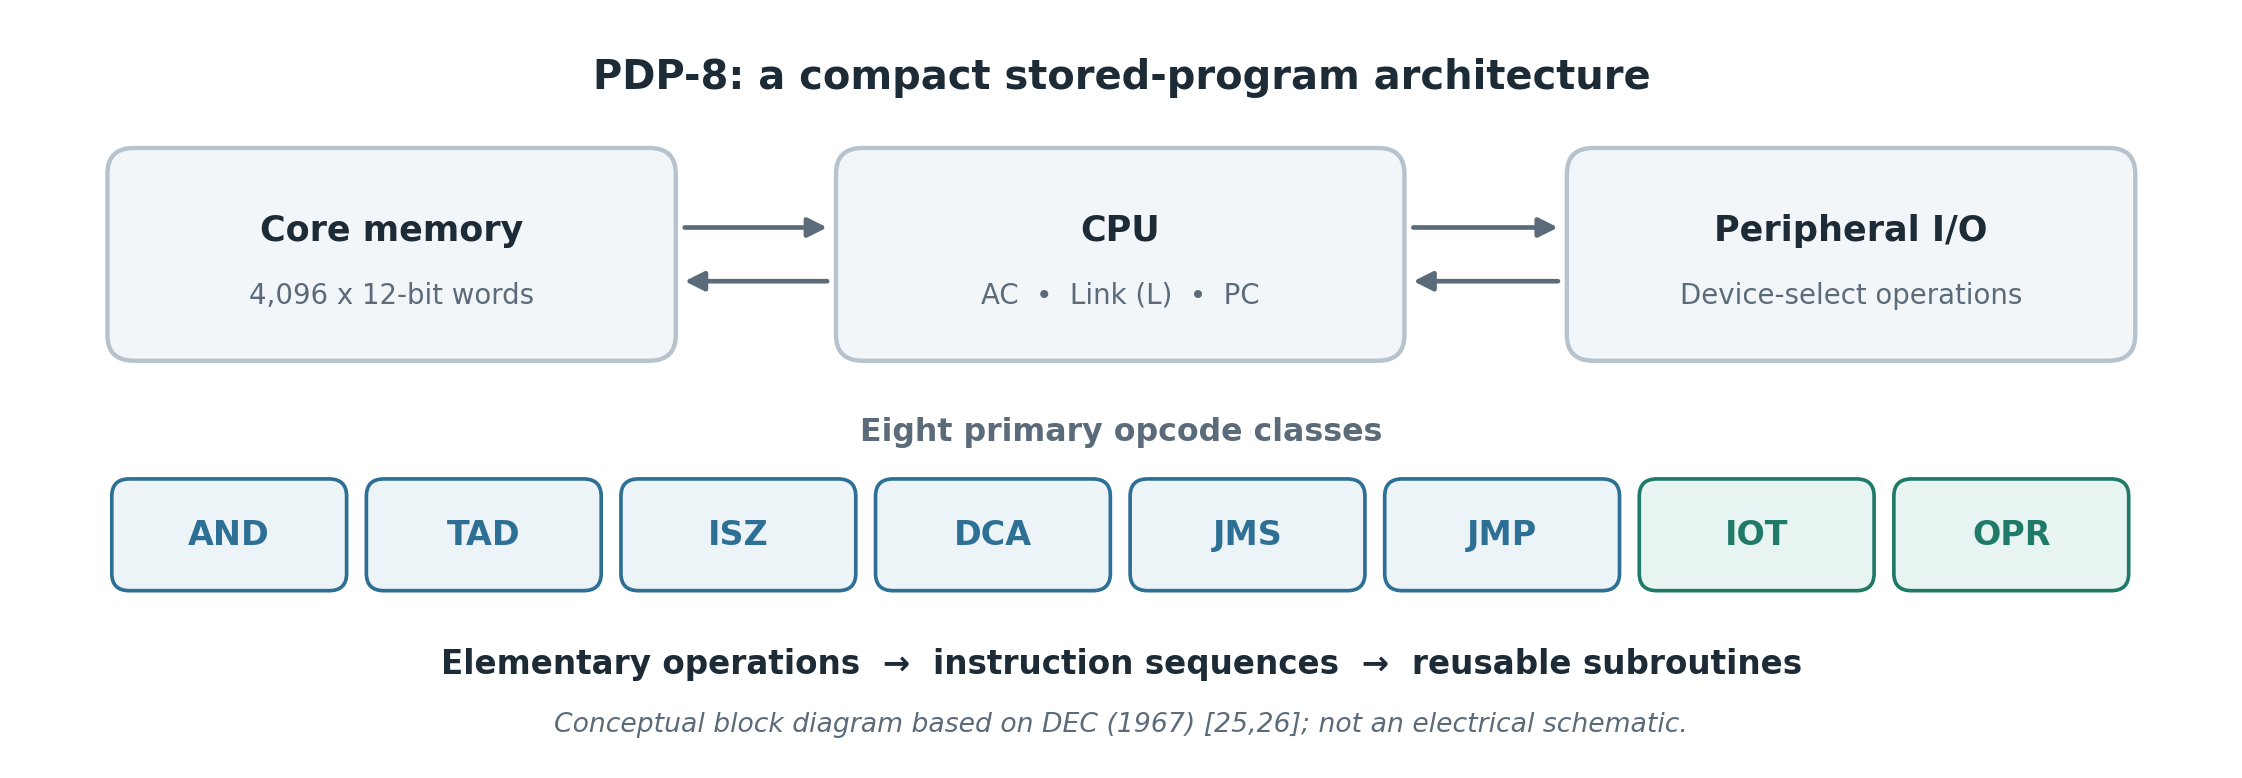 PDP-8: a compact stored-program architecture
Core memory
4,096 x 12-bit words
CPU
AC • Link (L) • PC
Peripheral I/O
Device-select operations
Eight primary opcode classes
AND
TAD
ISZ
DCA
JMS
JMP
IOT
OPR
Elementary operations → instruction sequences → reusable subroutines
Conceptual block diagram based on DEC (1967) [25,26]; not an electrical schematic.